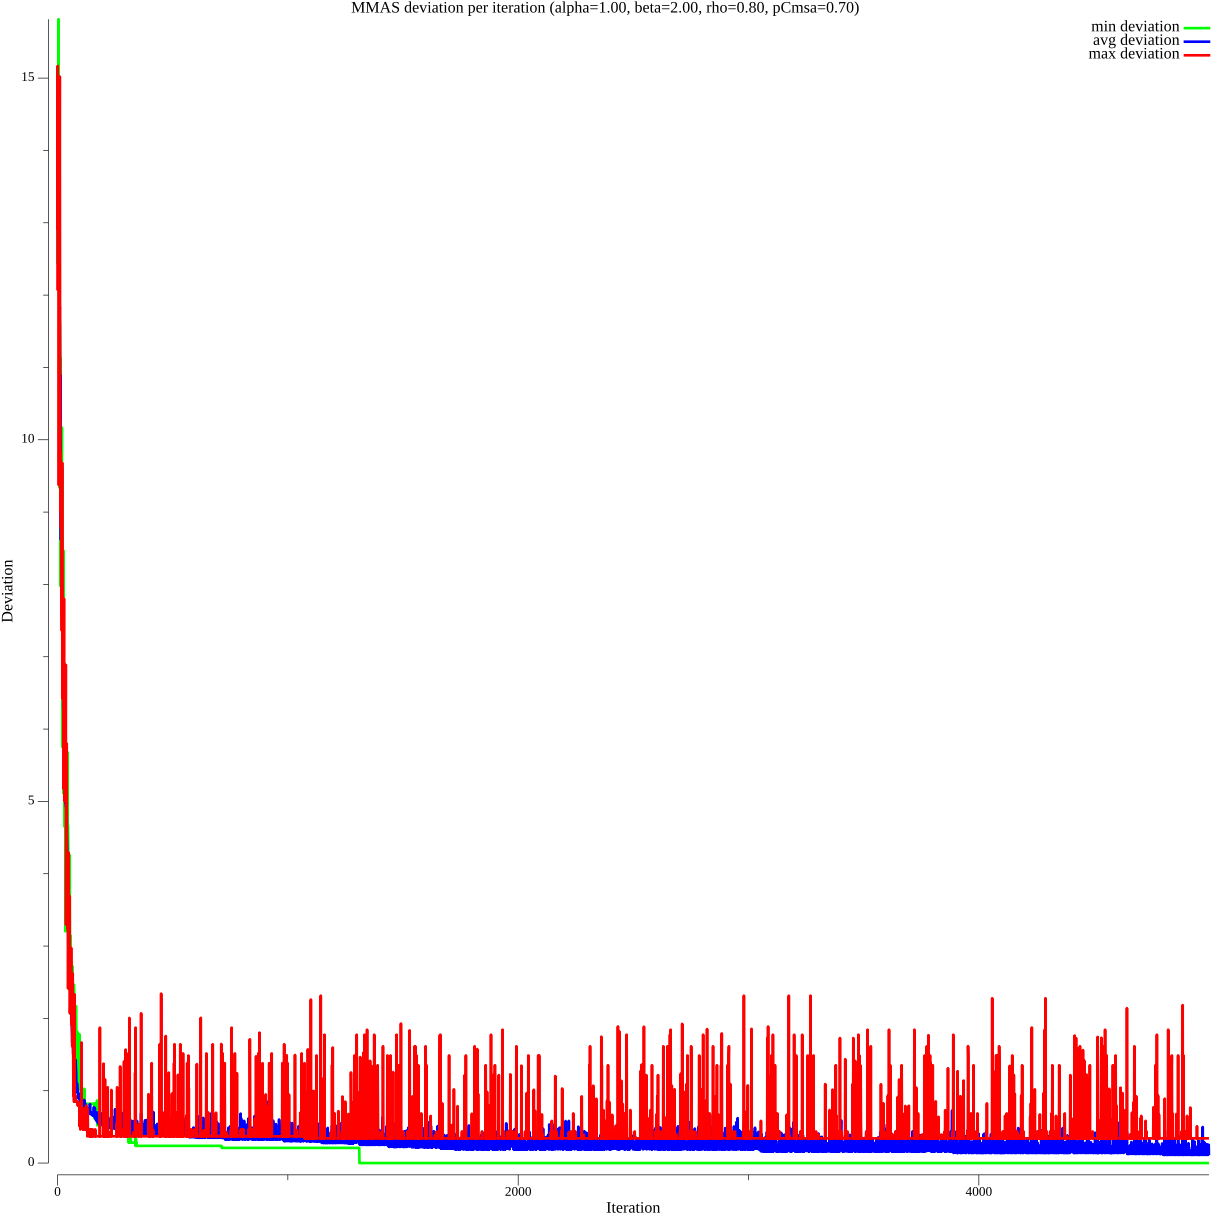 MMAS deviation per iteration (alpha=1.00, beta=2.00, rho=0.80, pCmsa=0.70)
min deviation
avg deviation
max deviation
15
10
5
0
Deviation
0
2000
4000
Iteration